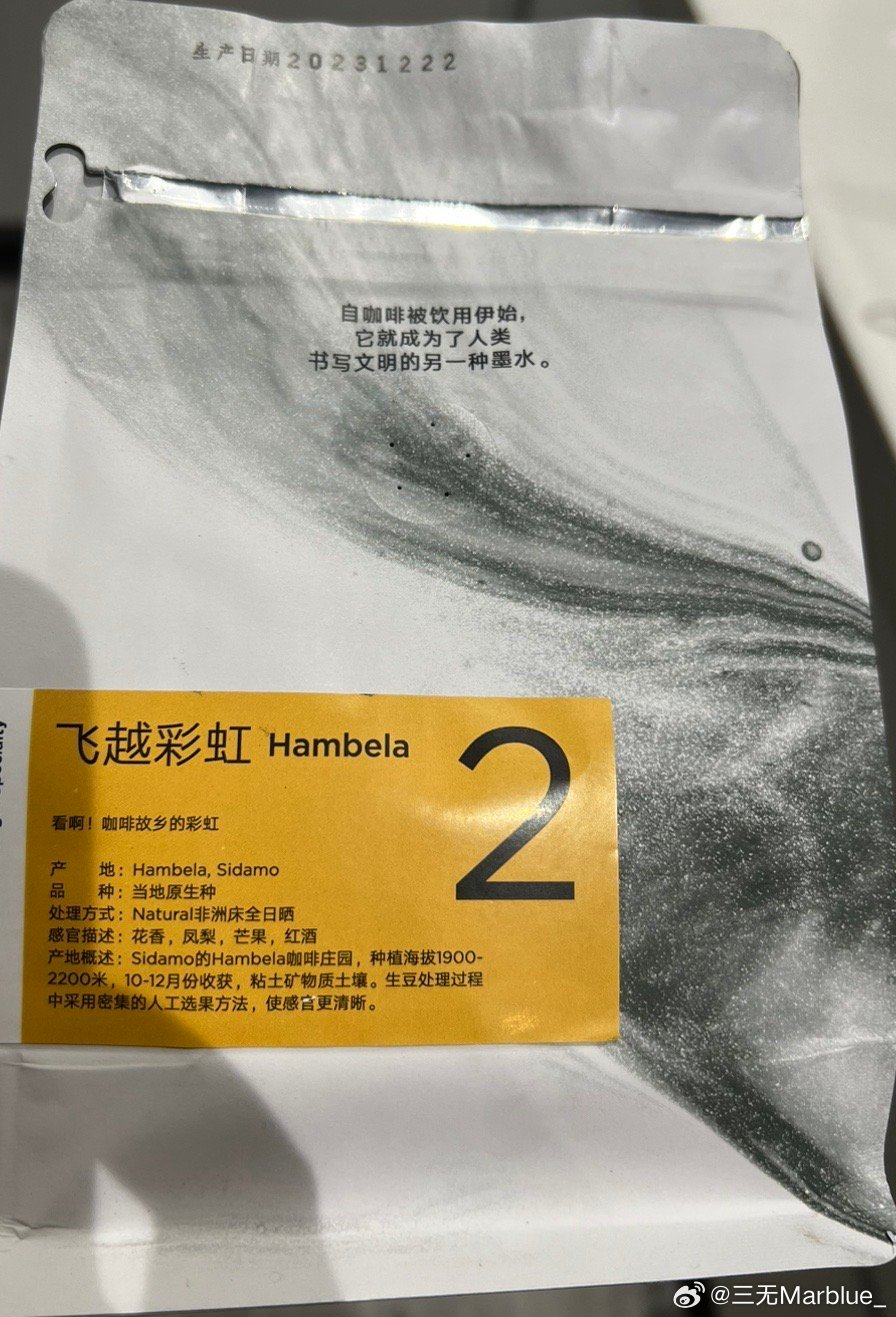 生产日期20231222
自咖啡被饮用伊始，
它就成为了人类
书写文明的另一种墨水。
飞越彩虹 Hambela
2
看啊！咖啡故乡的彩虹
产 地：Hambela, Sidamo
品 种：当地原生种
处理方式：Natural非洲床全日晒
感官描述：花香，凤梨，芒果，红酒
产地概述：Sidamo的Hambela咖啡庄园，种植海拔1900-
2200米，10-12月份收获，粘土矿物质土壤。生豆处理过程
中采用密集的人工选果方法，使感官更清晰。
@三无Marblue_